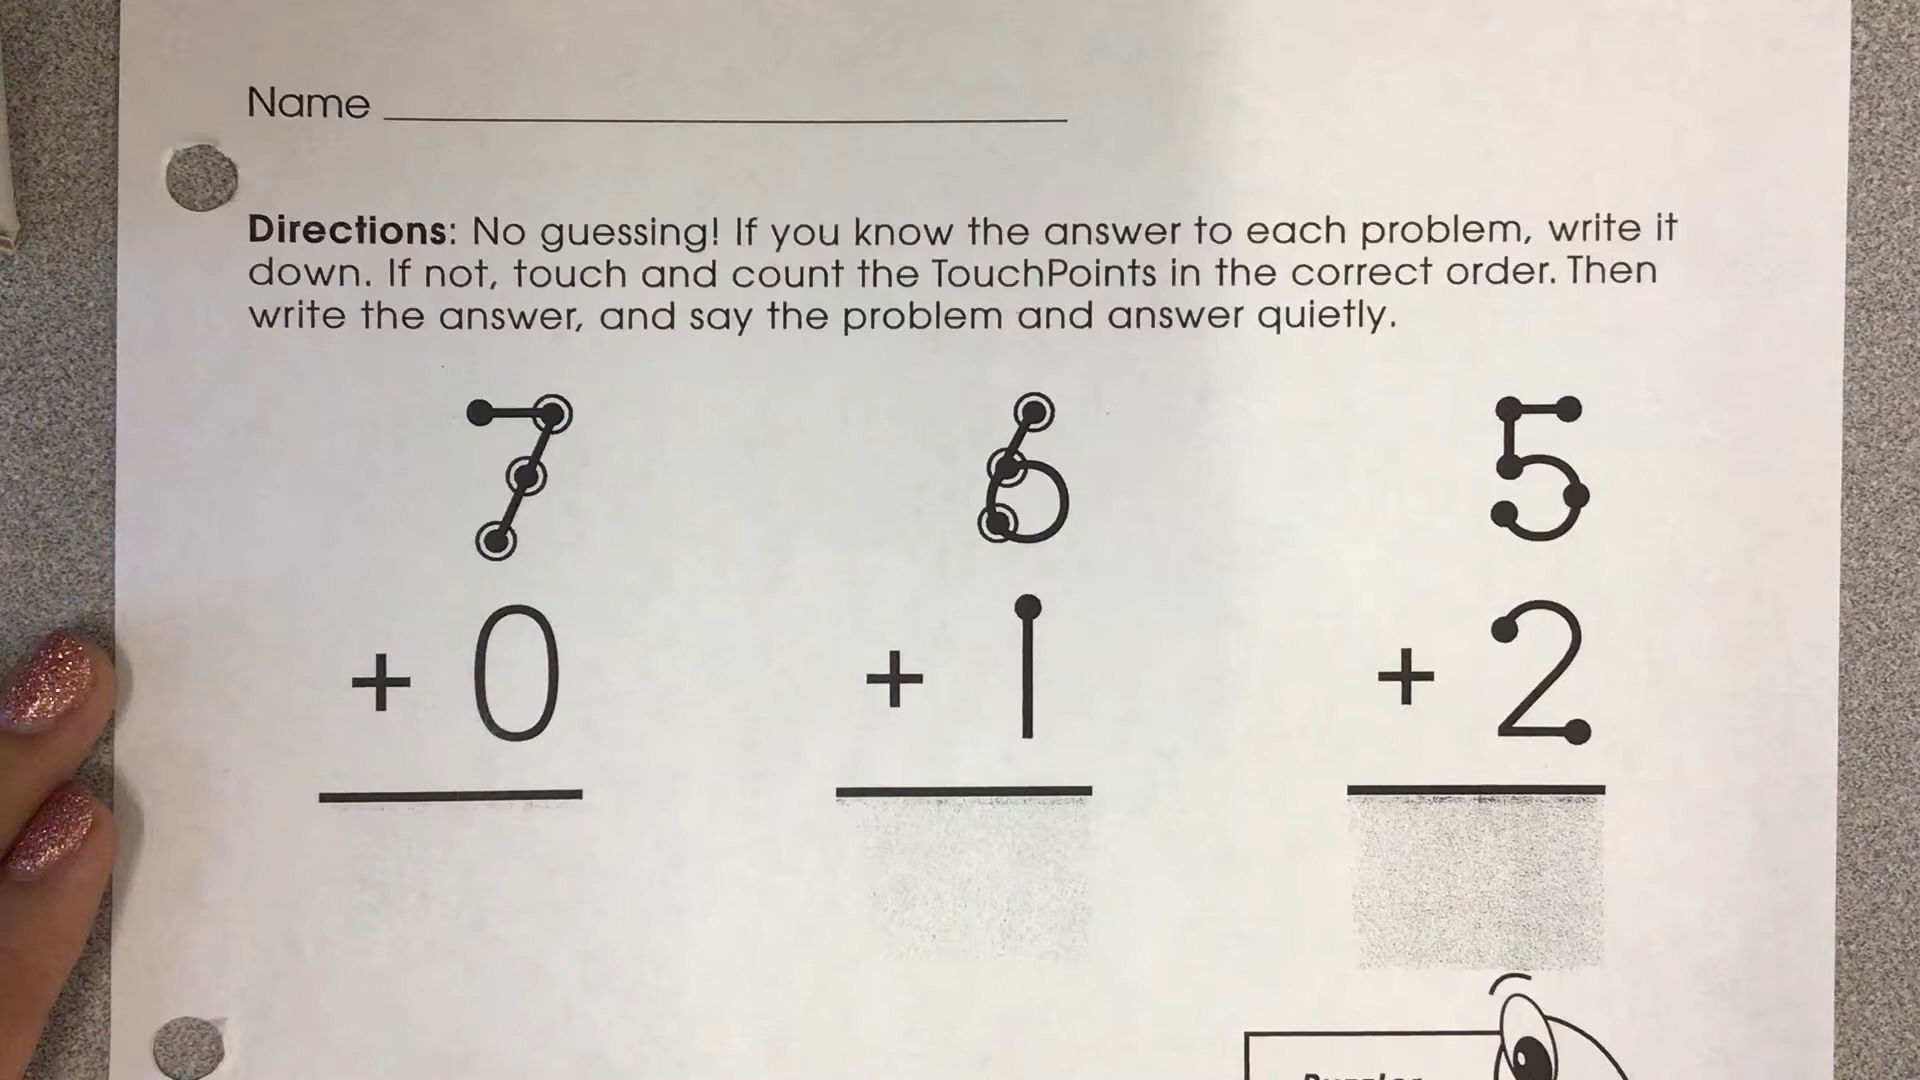 Name
Directions: No guessing! If you know the answer to each problem, write it
down. If not, touch and count the TouchPoints in the correct order. Then
write the answer, and say the problem and answer quietly.
7 6 5
+ 0 + 1 + 2